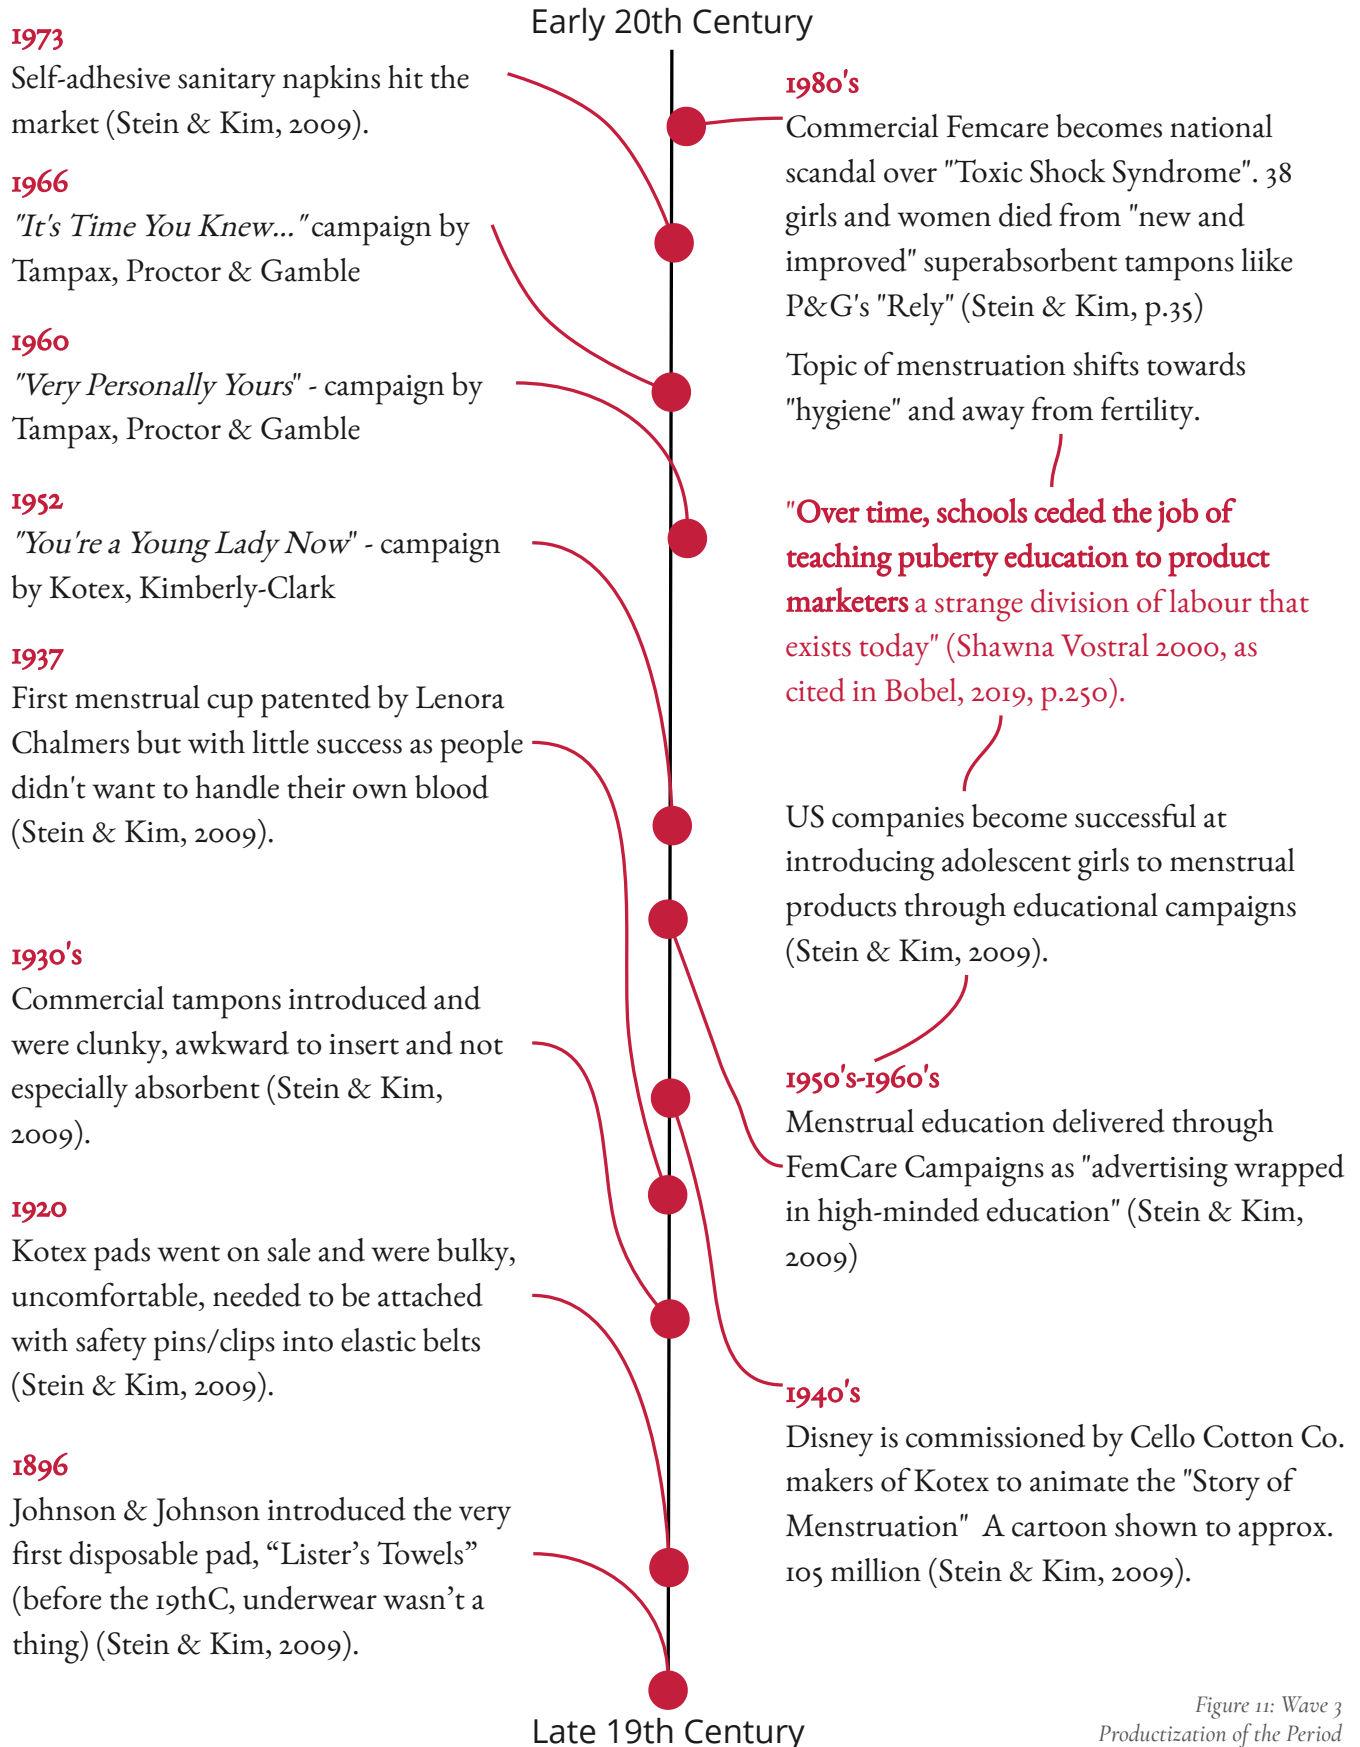 Early 20th Century
1973
Self-adhesive sanitary napkins hit the
market (Stein & Kim, 2009).
1966
"It's Time You Knew..." campaign by
Tampax, Proctor & Gamble
1960
"Very Personally Yours" - campaign by
Tampax, Proctor & Gamble
1952
"You're a Young Lady Now" - campaign
by Kotex, Kimberly-Clark
1937
First menstrual cup patented by Lenora
Chalmers but with little success as people
didn't want to handle their own blood
(Stein & Kim, 2009).
1930's
Commercial tampons introduced and
were clunky, awkward to insert and not
especially absorbent (Stein & Kim,
2009).
1920
Kotex pads went on sale and were bulky,
uncomfortable, needed to be attached
with safety pins/clips into elastic belts
(Stein & Kim, 2009).
1896
Johnson & Johnson introduced the very
first disposable pad, “Lister’s Towels”
(before the 19thC, underwear wasn’t a
thing) (Stein & Kim, 2009).
1980's
Commercial Femcare becomes national
scandal over "Toxic Shock Syndrome". 38
girls and women died from "new and
improved" superabsorbent tampons liike
P&G's "Rely" (Stein & Kim, p.35)
Topic of menstruation shifts towards
"hygiene" and away from fertility.
"Over time, schools ceded the job of
teaching puberty education to product
marketers a strange division of labour that
exists today" (Shawna Vostral 2000, as
cited in Bobel, 2019, p.250).
US companies become successful at
introducing adolescent girls to menstrual
products through educational campaigns
(Stein & Kim, 2009).
1950's-1960's
Menstrual education delivered through
FemCare Campaigns as "advertising wrapped
in high-minded education" (Stein & Kim,
2009)
1940's
Disney is commissioned by Cello Cotton Co.
makers of Kotex to animate the "Story of
Menstruation"  A cartoon shown to approx.
105 million (Stein & Kim, 2009).
Late 19th Century
Figure 11: Wave 3
Productization of the Period